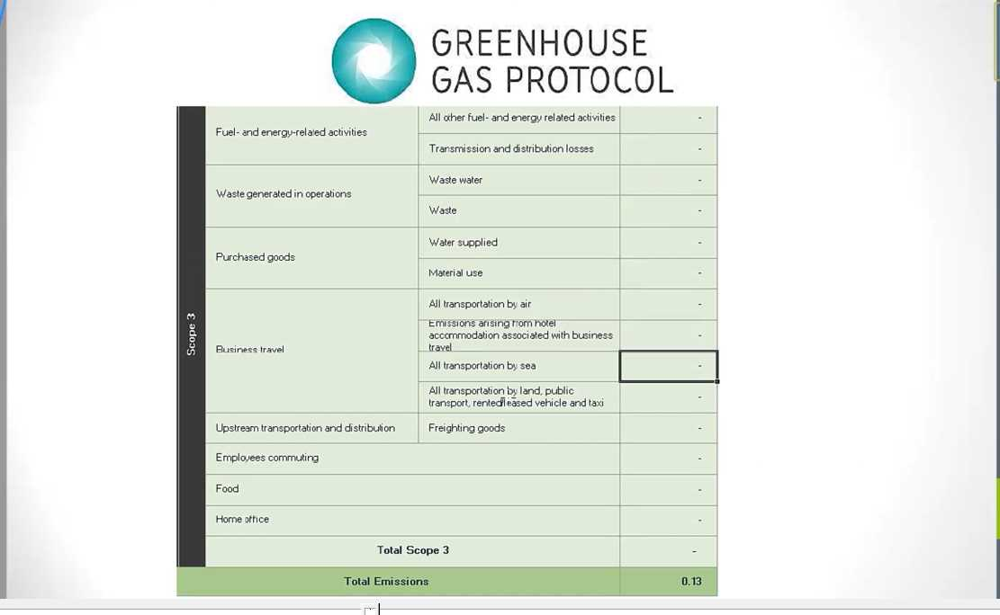 GREENHOUSE
GAS PROTOCOL
All other fuel- and energy related activities -
Fuel- and energy-related activities
Transmission and distribution losses -
Waste water -
Waste generated in operations
Waste -
Water supplied -
Purchased goods
Material use -
All transportation by air -
Emissions arising from hotel
accommodation associated with business -
travel
Scope 3
Business travel
All transportation by sea -
All transportation by land, public
transport, rented/leased vehicle and taxi -
Upstream transportation and distribution Freighting goods -
Employees commuting -
Food -
Home office -
Total Scope 3 -
Total Emissions 0.13